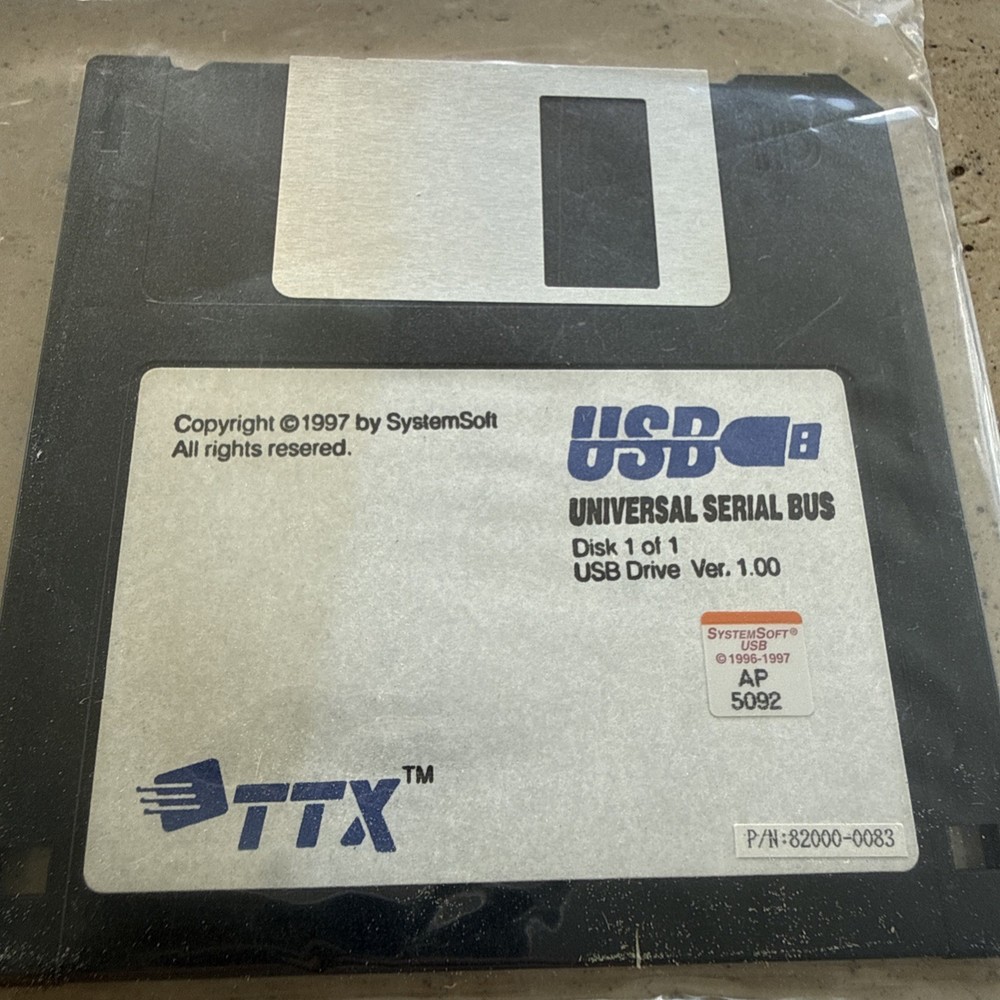 HD
Copyright ©1997 by SystemSoft
All rights resered.
USB
UNIVERSAL SERIAL BUS
Disk 1 of 1
USB Drive Ver. 1.00
SYSTEMSOFT®
USB
©1996-1997
AP
5092
TTX™
P/N:82000-0083